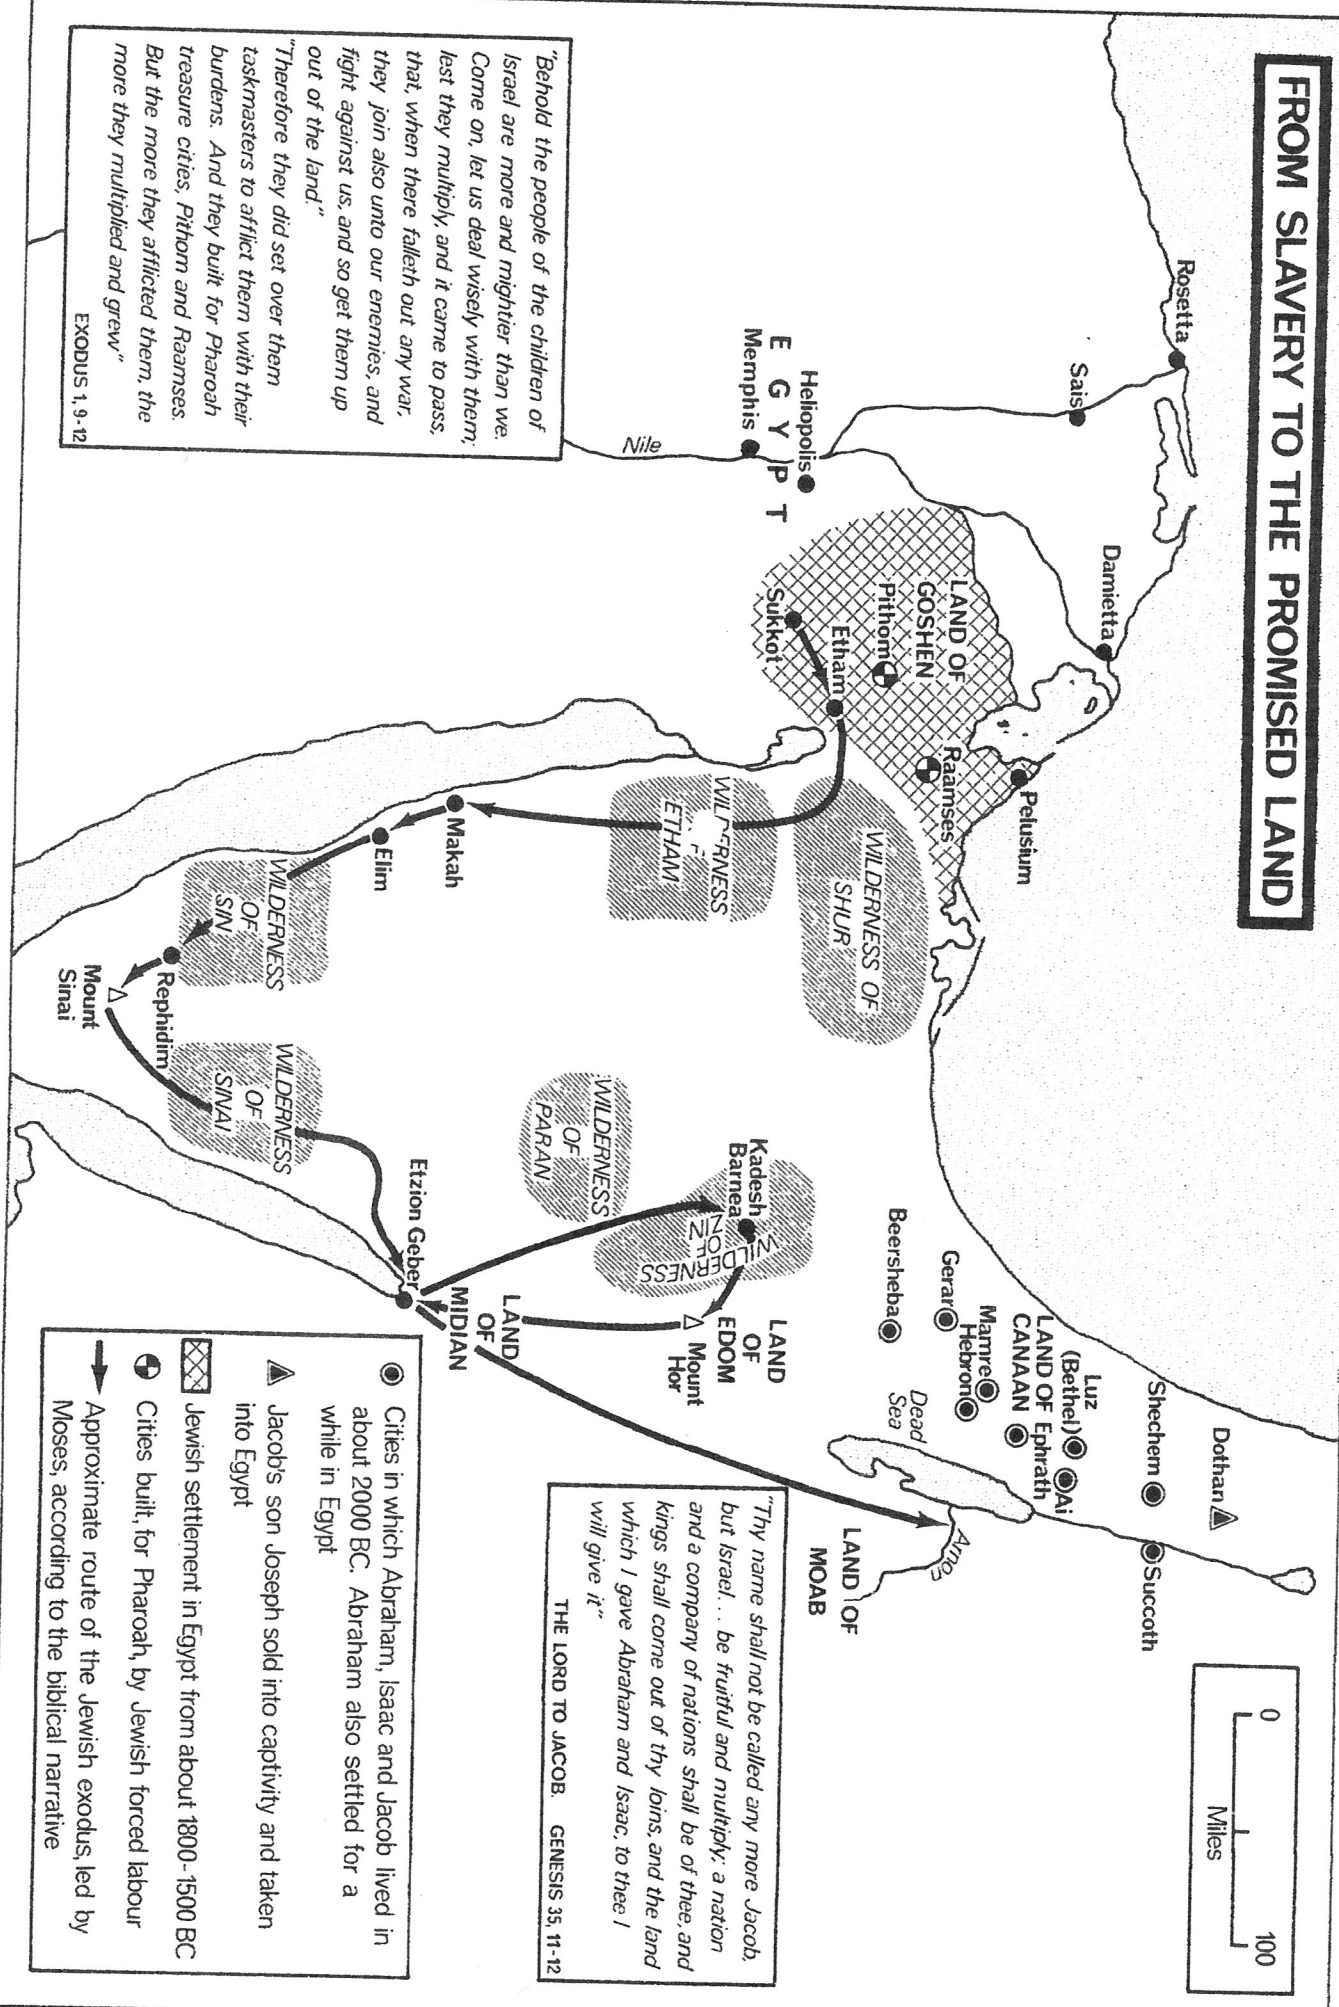 FROM SLAVERY TO THE PROMISED LAND
0 100
Miles
Rosetta
Sais
Damietta
Pelusium
Heliopolis
E G Y P T
Memphis
Nile
LAND OF
GOSHEN
Pithom
Raamses
Sukkot
Etham
WILDERNESS OF
SHUR
WILDERNESS
ETHAM
Makah
Elim
WILDERNESS
OF
SIN
Rephidim
Mount
Sinai
WILDERNESS
OF
SINAI
WILDERNESS
OF
PARAN
Kadesh
Barnea
WILDERNESS
OF
ZIN
Etzion Geber
LAND
OF
MIDIAN
LAND
OF
EDOM
Mount
Hor
Dothan
Shechem
Succoth
Luz
(Bethel)
Ai
LAND OF
CANAAN
Ephrath
Mamre
Hebron
Gerar
Beersheba
Dead
Sea
Arnon
LAND OF
MOAB
"Behold the people of the children of
Israel are more and mightier than we.
Come on, let us deal wisely with them;
lest they multiply, and it came to pass,
that, when there falleth out any war,
they join also unto our enemies, and
fight against us, and so get them up
out of the land."
"Therefore they did set over them
taskmasters to afflict them with their
burdens. And they built for Pharoah
treasure cities, Pithom and Raamses.
But the more they afflicted them, the
more they multiplied and grew"
EXODUS 1, 9-12
"Thy name shall not be called any more Jacob,
but Israel... be fruitful and multiply; a nation
and a company of nations shall be of thee, and
kings shall come out of thy loins, and the land
which I gave Abraham and Isaac, to thee I
will give it"
THE LORD TO JACOB. GENESIS 35, 11-12
Cities in which Abraham, Isaac and Jacob lived in
about 2000 BC. Abraham also settled for a
while in Egypt
Jacob's son Joseph sold into captivity and taken
into Egypt
Jewish settlement in Egypt from about 1800-1500 BC
Cities built, for Pharoah, by Jewish forced labour
Approximate route of the Jewish exodus, led by
Moses, according to the biblical narrative